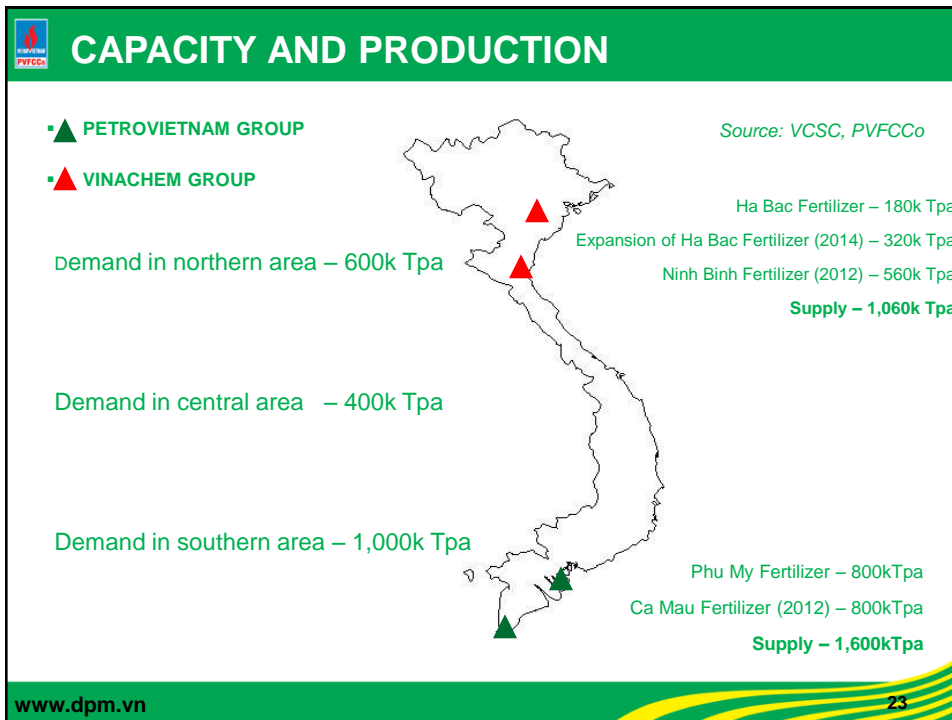 PETROVIETNAM
PVFCCo
CAPACITY AND PRODUCTION
PETROVIETNAM GROUP
VINACHEM GROUP
Source: VCSC, PVFCCo
Ha Bac Fertilizer – 180k Tpa
Expansion of Ha Bac Fertilizer (2014) – 320k Tpa
Ninh Binh Fertilizer (2012) – 560k Tpa
Supply – 1,060k Tpa
Demand in northern area – 600k Tpa
Demand in central area – 400k Tpa
Demand in southern area – 1,000k Tpa
Phu My Fertilizer – 800kTpa
Ca Mau Fertilizer (2012) – 800kTpa
Supply – 1,600kTpa
www.dpm.vn
23